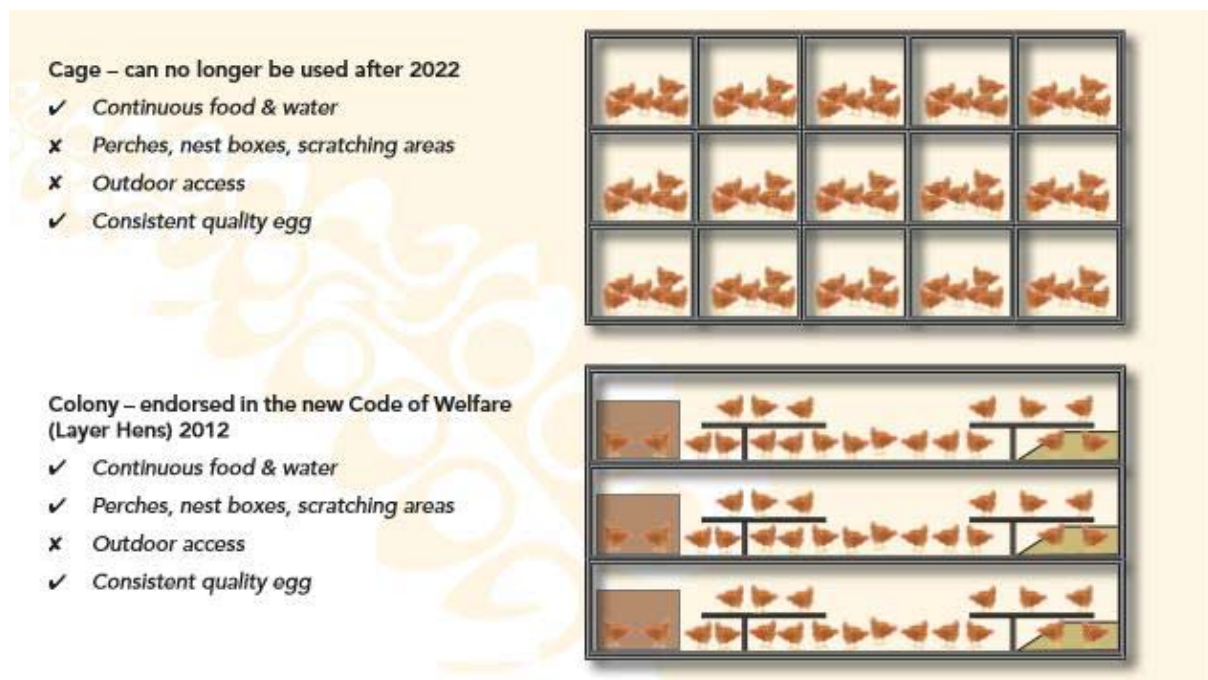 Cage – can no longer be used after 2022
✔ Continuous food & water
✘ Perches, nest boxes, scratching areas
✘ Outdoor access
✔ Consistent quality egg
Colony – endorsed in the new Code of Welfare
(Layer Hens) 2012
✔ Continuous food & water
✔ Perches, nest boxes, scratching areas
✘ Outdoor access
✔ Consistent quality egg